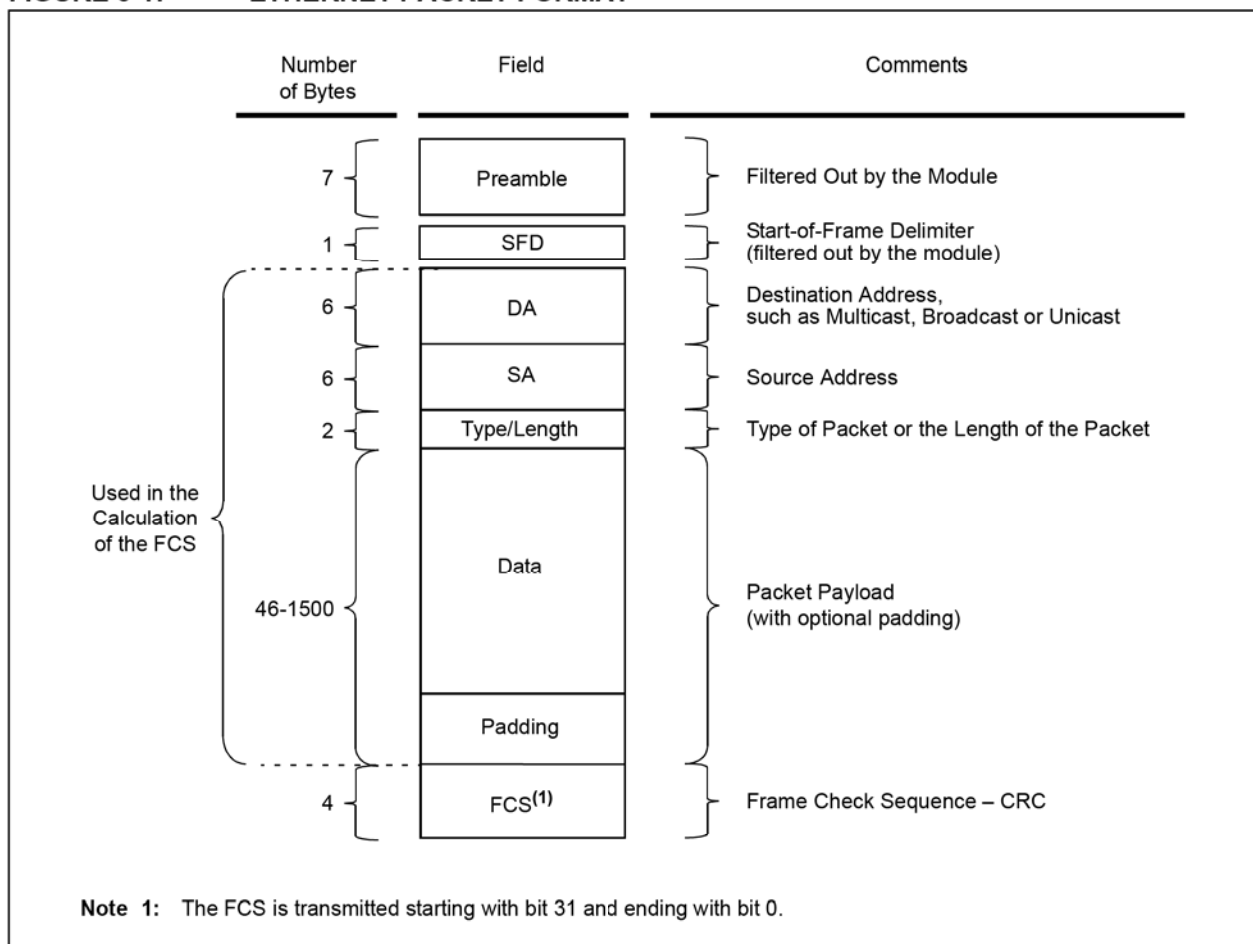 Number
of Bytes
Field
Comments
7
Preamble
Filtered Out by the Module
1
SFD
Start-of-Frame Delimiter
(filtered out by the module)
6
DA
Destination Address,
such as Multicast, Broadcast or Unicast
6
SA
Source Address
2
Type/Length
Type of Packet or the Length of the Packet
Used in the
Calculation
of the FCS
46-1500
Data
Packet Payload
(with optional padding)
Padding
4
FCS(1)
Frame Check Sequence – CRC
Note 1: The FCS is transmitted starting with bit 31 and ending with bit 0.